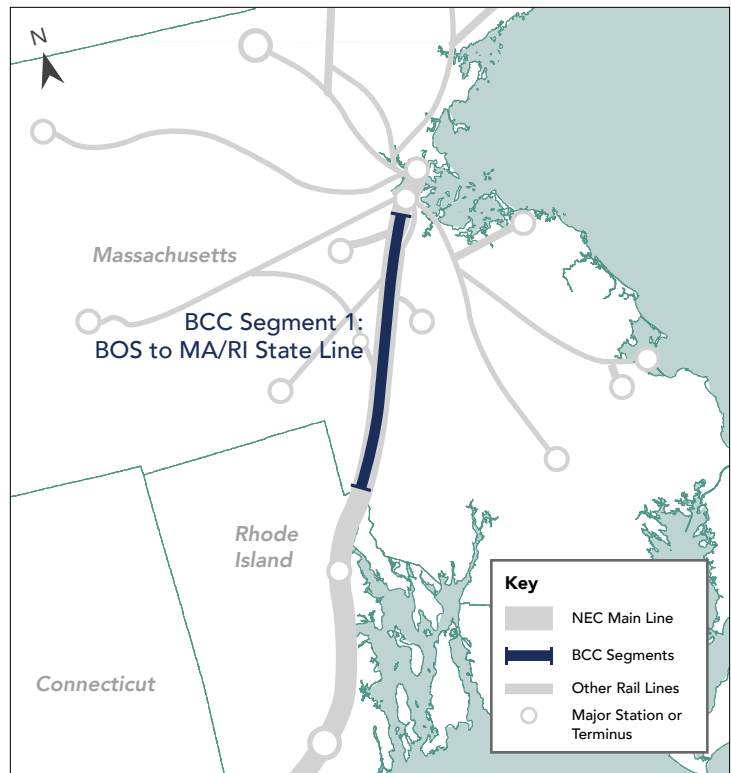 N
Massachusetts
BCC Segment 1:
BOS to MA/RI State Line
Rhode
Island
Connecticut
Key
NEC Main Line
BCC Segments
Other Rail Lines
Major Station or
Terminus